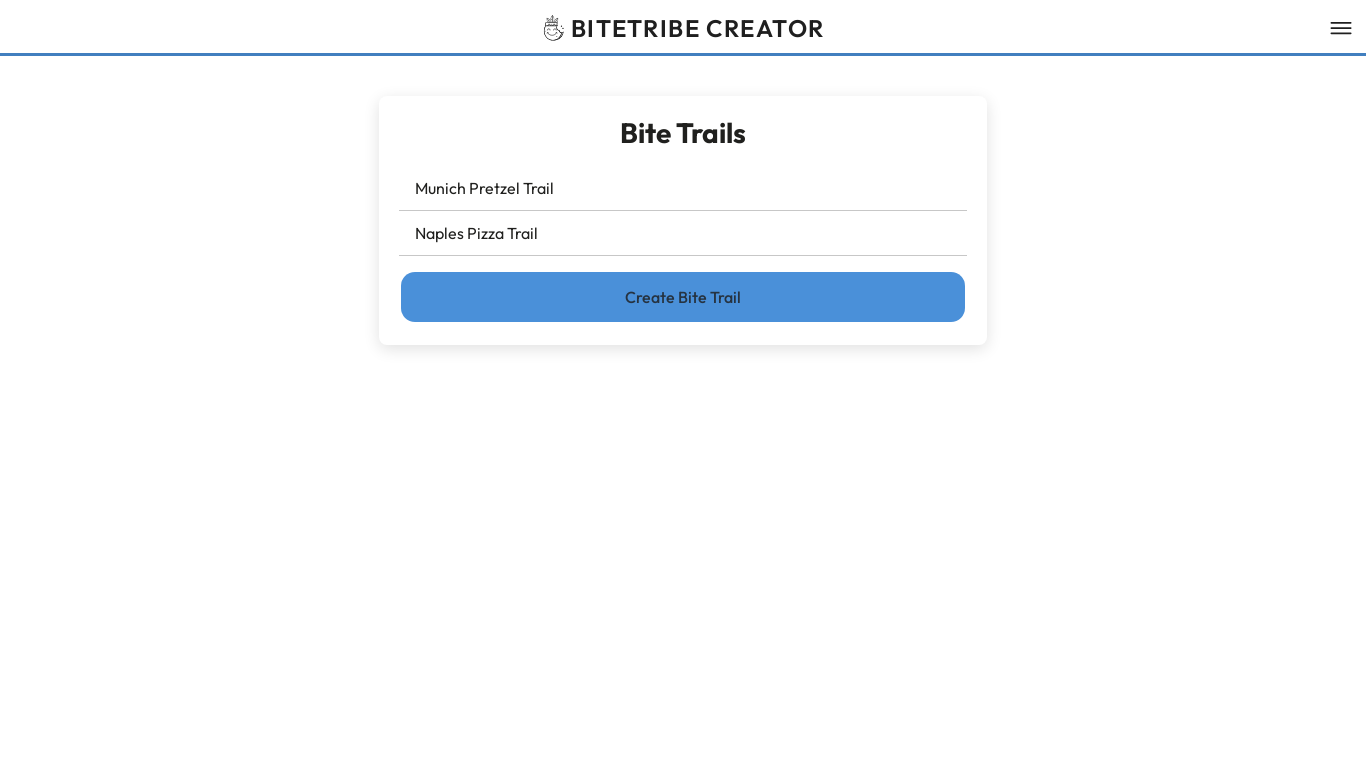 BITETRIBE CREATOR
Bite Trails
Munich Pretzel Trail
Naples Pizza Trail
Create Bite Trail